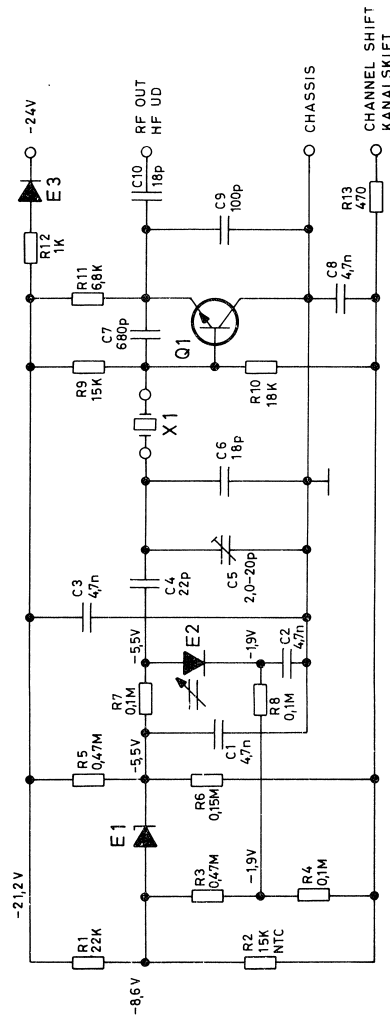 -21,2V
-24V
E3
R12
1K
R1
22K
R5
0,47M
C3
4,7n
R9
15K
R11
6,8K
C10
18p
RF OUT
HF UD
-8,6V
E1
-5,5V
R7
0,1M
-5,5V
C4
22p
X1
C7
680p
Q1
C9
100p
E2
R3
0,47M
R6
0,15M
C1
4,7n
-1,9V
-1,9V
R8
0,1M
C2
4,7n
C5
2,0-20p
C6
18p
R10
18K
CHASSIS
R2
15K
NTC
R4
0,1M
C8
4,7n
R13
470
CHANNEL SHIFT
KANALSKIFT